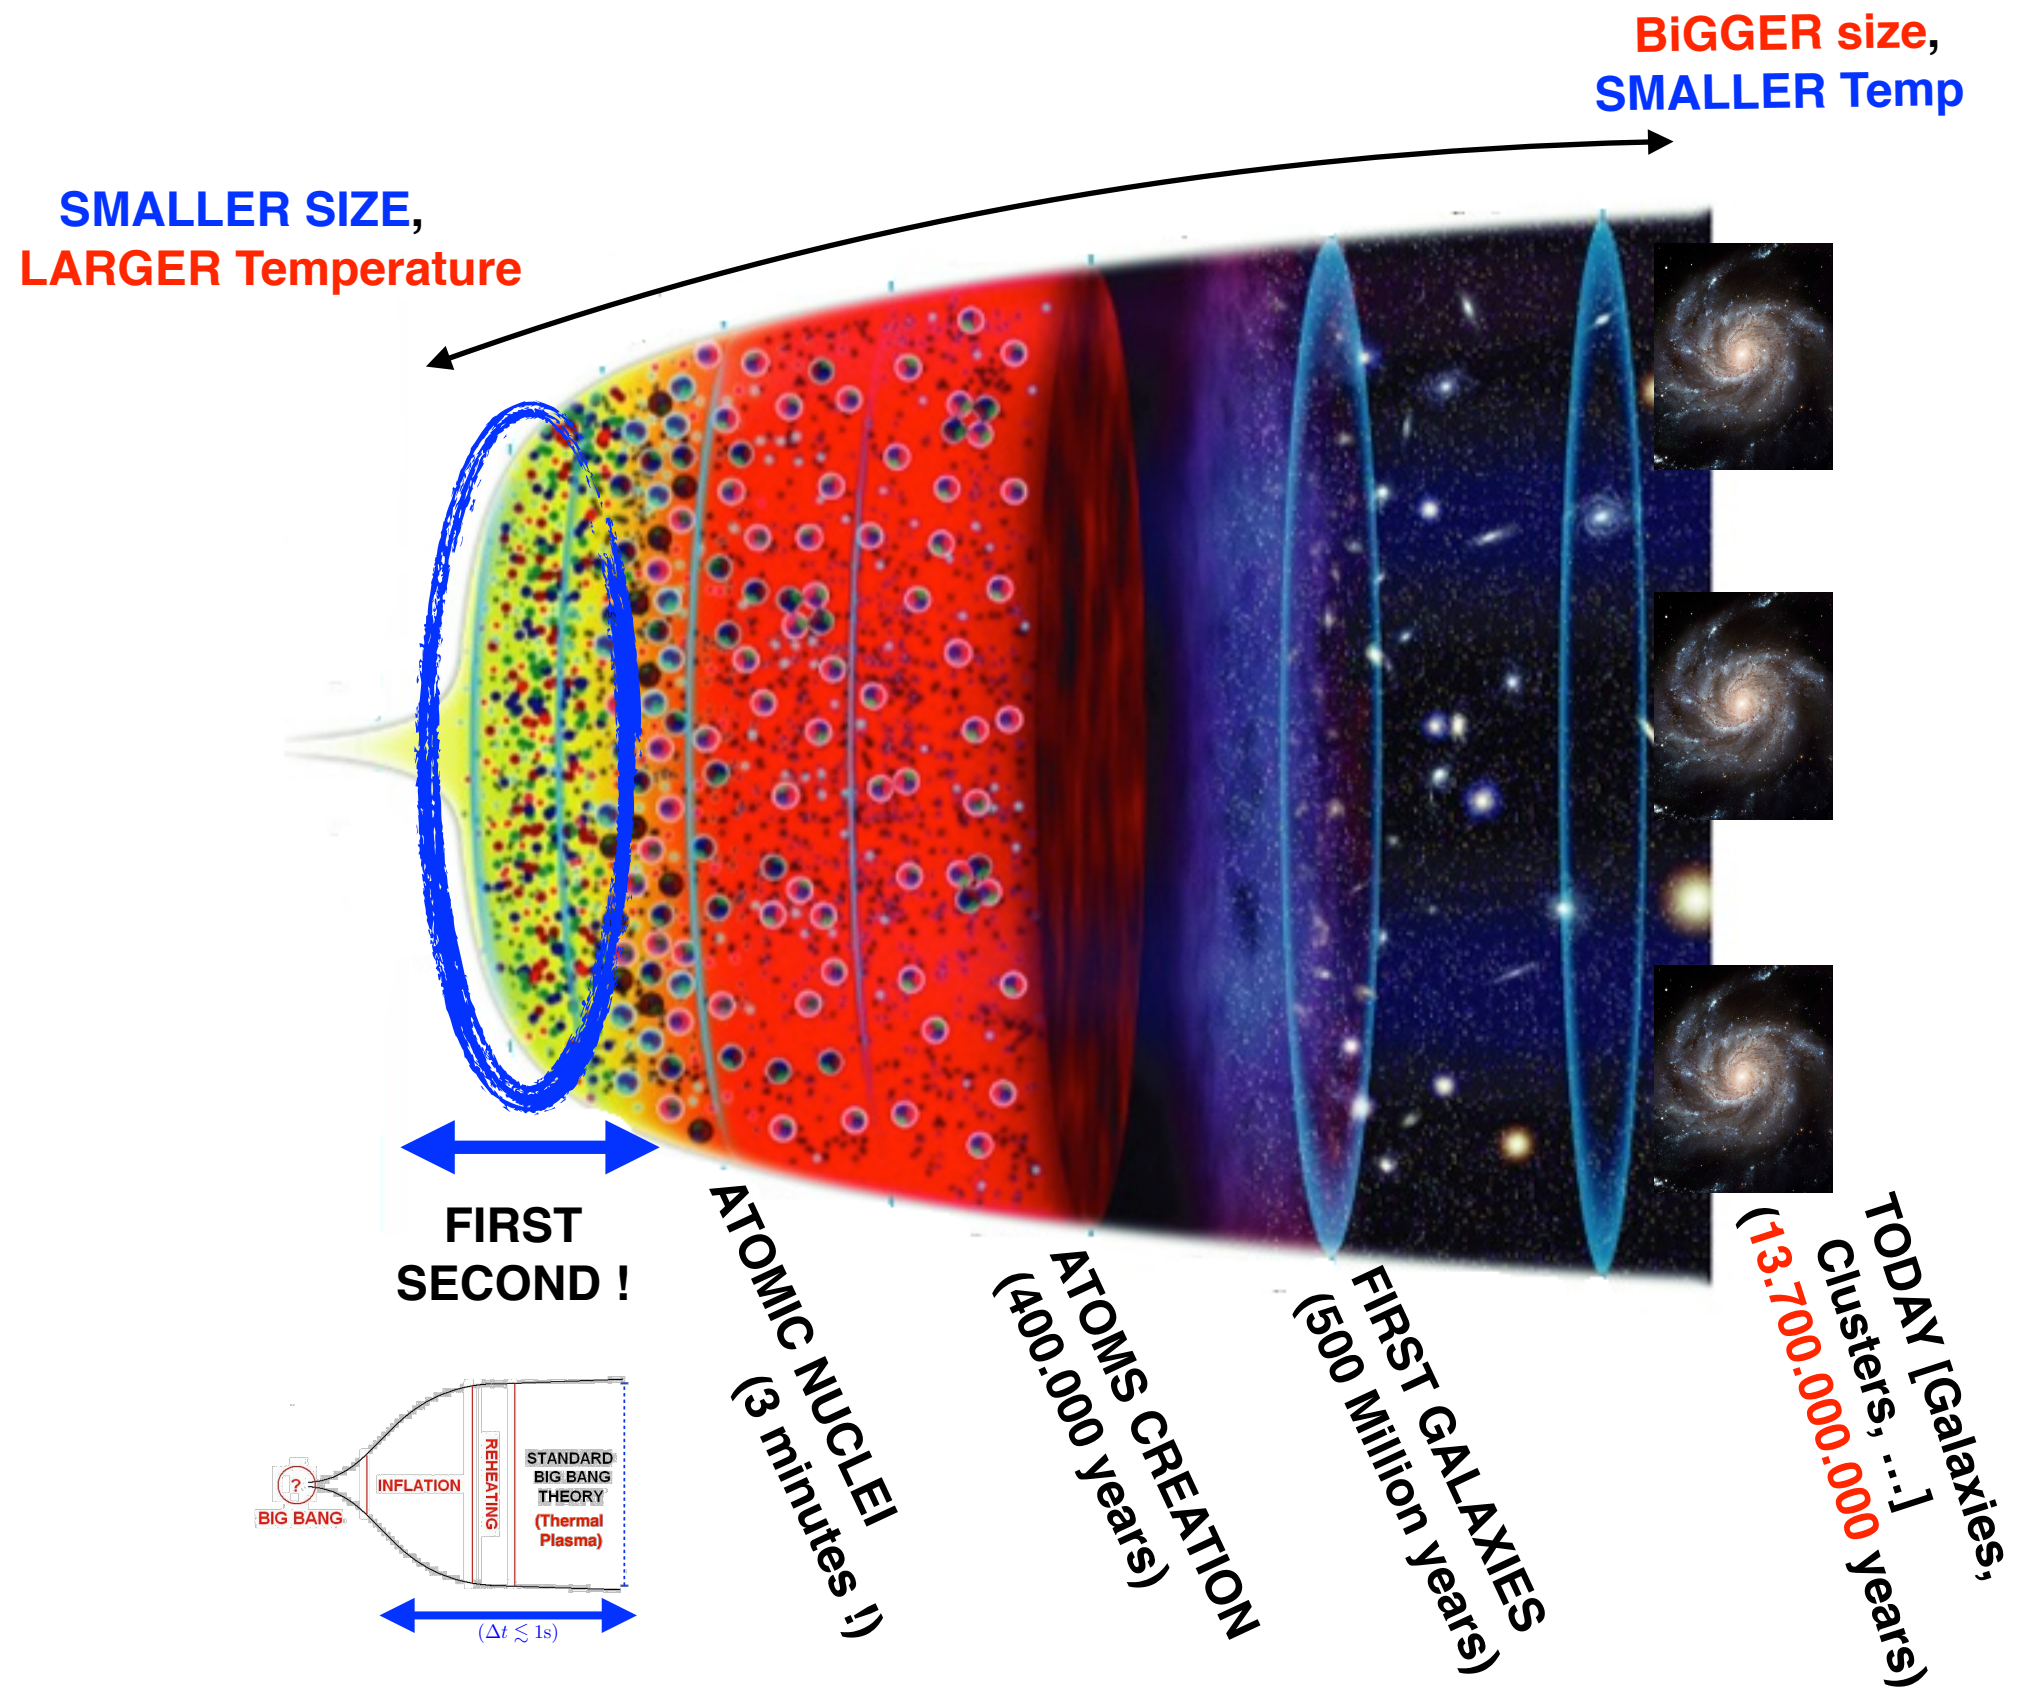 BiGGER size,
SMALLER Temp
SMALLER SIZE,
LARGER Temperature
FIRST
SECOND !
ATOMIC NUCLEI
(3 minutes !)
ATOMS CREATION
(400.000 years)
FIRST GALAXIES
(500 Million years)
TODAY [Galaxies,
Clusters, ...]
(13.700.000.000 years)
?
BIG BANG
INFLATION
REHEATING
STANDARD
BIG BANG
THEORY
(Thermal
Plasma)
(Δt ≲ 1s)